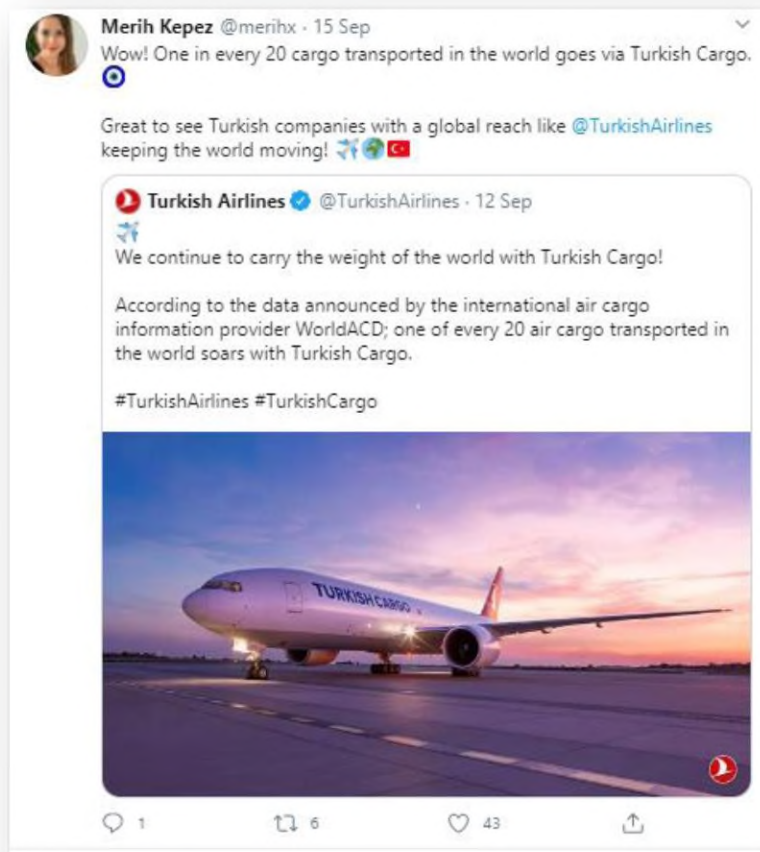 Merih Kepez @merihx · 15 Sep
Wow! One in every 20 cargo transported in the world goes via Turkish Cargo.
🧿
Great to see Turkish companies with a global reach like @TurkishAirlines
keeping the world moving! ✈️🌍🇹🇷
Turkish Airlines @TurkishAirlines · 12 Sep
✈️
We continue to carry the weight of the world with Turkish Cargo!
According to the data announced by the international air cargo
information provider WorldACD; one of every 20 air cargo transported in
the world soars with Turkish Cargo.
#TurkishAirlines #TurkishCargo
TURKISH CARGO
1 6 43